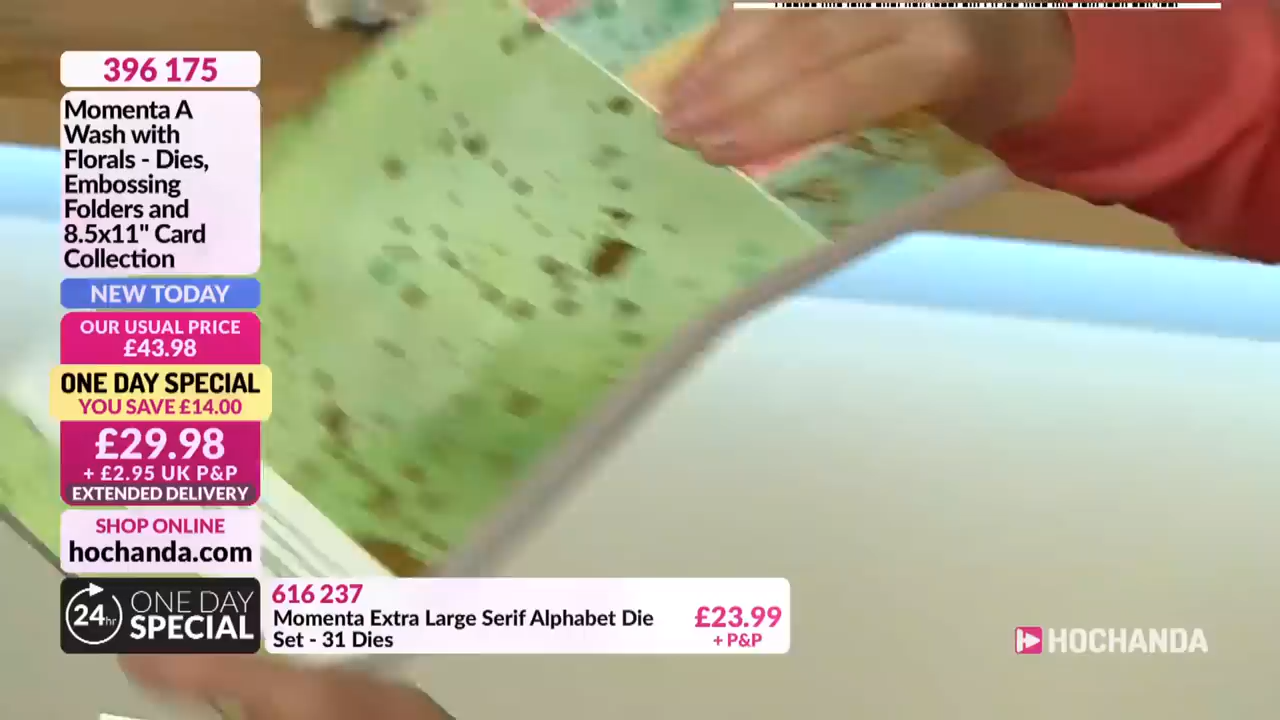 396 175
Momenta A
Wash with
Florals - Dies,
Embossing
Folders and
8.5x11" Card
Collection
NEW TODAY
OUR USUAL PRICE
£43.98
ONE DAY SPECIAL
YOU SAVE £14.00
£29.98
+ £2.95 UK P&P
EXTENDED DELIVERY
SHOP ONLINE
hochanda.com
24hr
ONE DAY
SPECIAL
616 237
Momenta Extra Large Serif Alphabet Die
Set - 31 Dies
£23.99
+ P&P
HOCHANDA